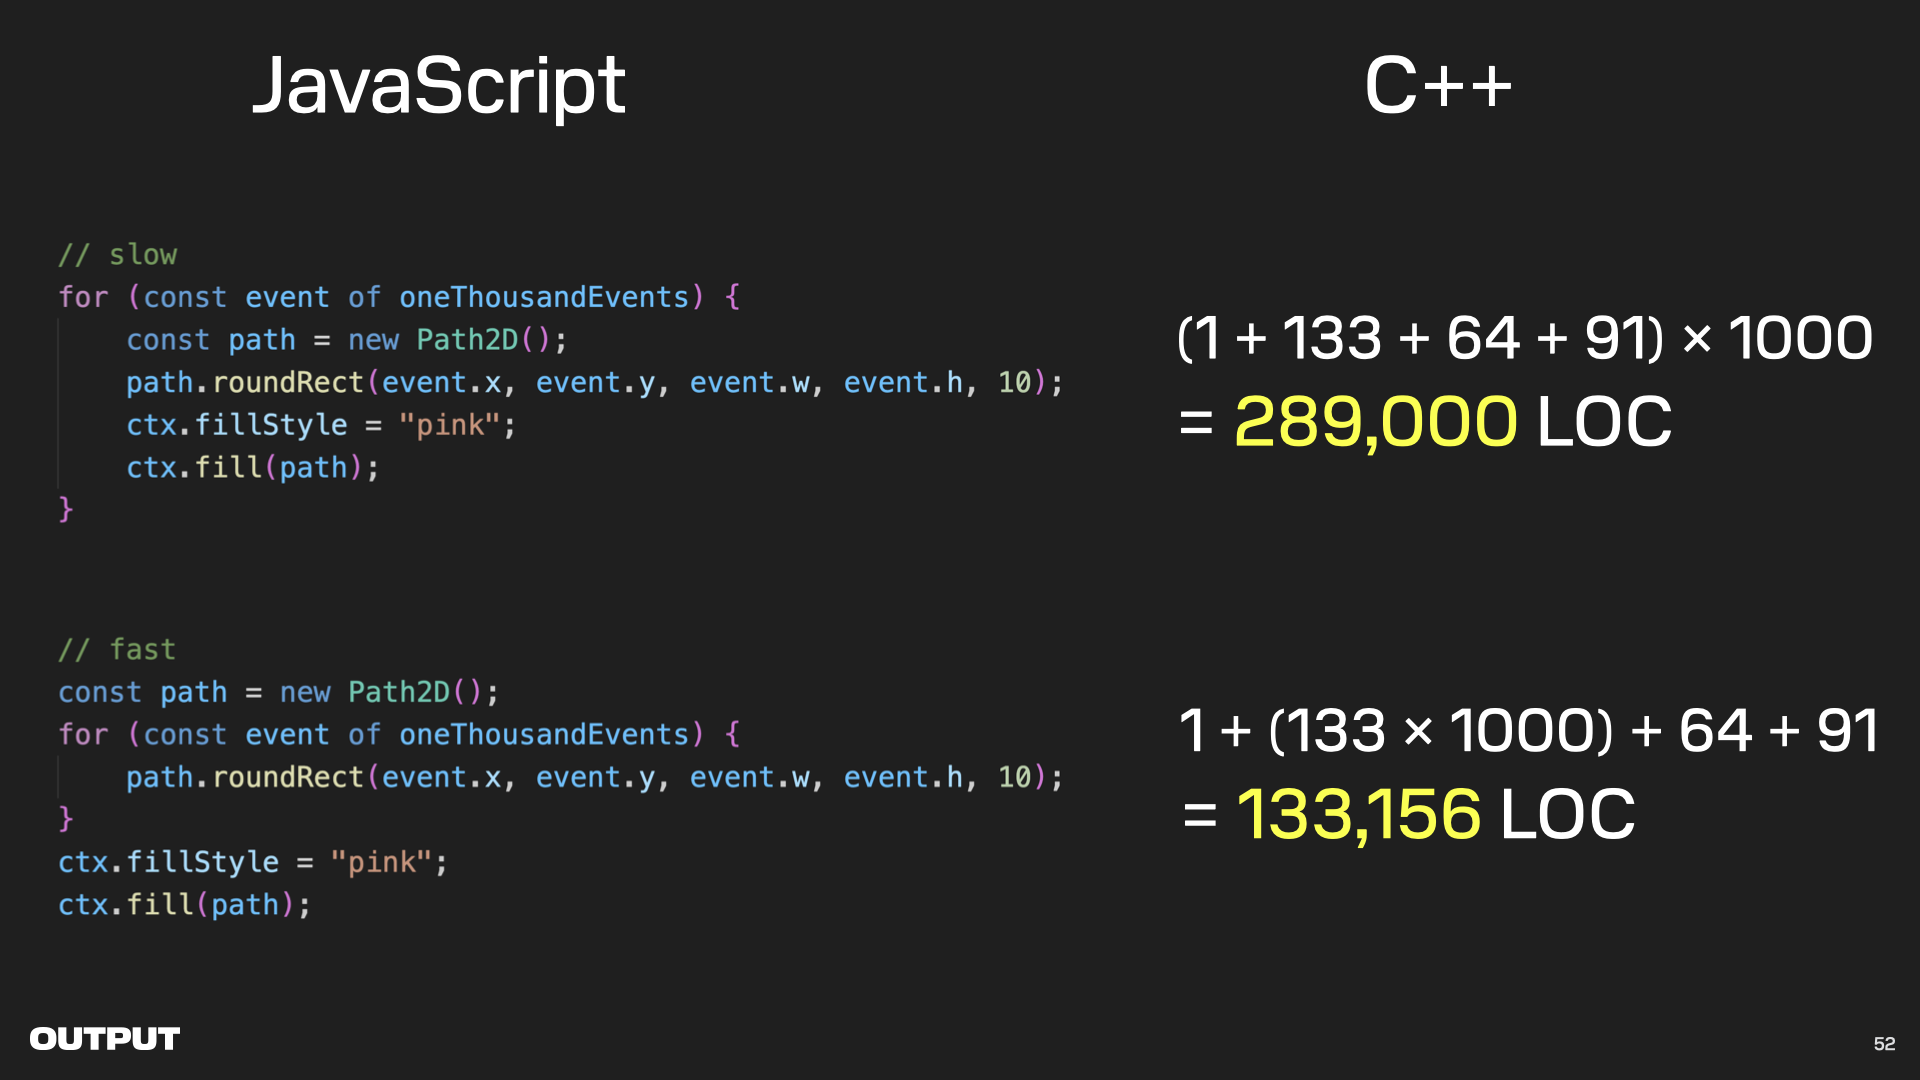 JavaScript
C++
// slow
for (const event of oneThousandEvents) {
    const path = new Path2D();
    path.roundRect(event.x, event.y, event.w, event.h, 10);
    ctx.fillStyle = "pink";
    ctx.fill(path);
}
(1 + 133 + 64 + 91) × 1000
= 289,000 LOC
// fast
const path = new Path2D();
for (const event of oneThousandEvents) {
    path.roundRect(event.x, event.y, event.w, event.h, 10);
}
ctx.fillStyle = "pink";
ctx.fill(path);
1 + (133 × 1000) + 64 + 91
= 133,156 LOC
OUTPUT
52